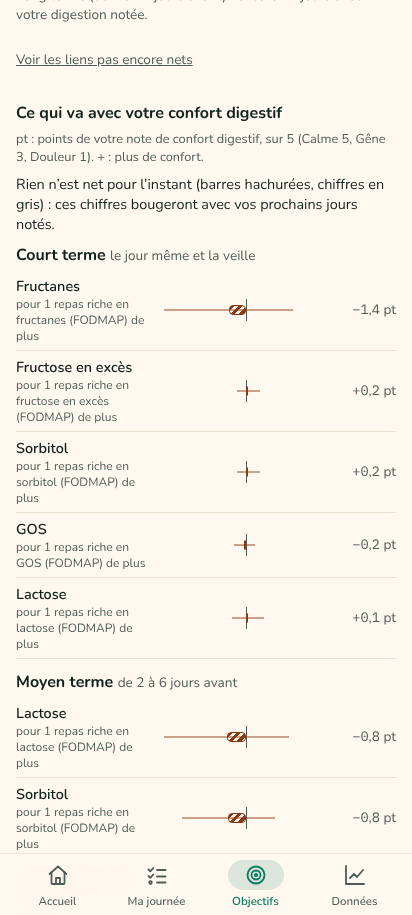 votre digestion notée.
Voir les liens pas encore nets
Ce qui va avec votre confort digestif
pt : points de votre note de confort digestif, sur 5 (Calme 5, Gêne
3, Douleur 1). + : plus de confort.
Rien n’est net pour l’instant (barres hachurées, chiffres en
gris) : ces chiffres bougeront avec vos prochains jours
notés.
Court terme le jour même et la veille
Fructanes
pour 1 repas riche en
fructanes (FODMAP) de
plus
−1,4 pt
Fructose en excès
pour 1 repas riche en
fructose en excès
(FODMAP) de plus
+0,2 pt
Sorbitol
pour 1 repas riche en
sorbitol (FODMAP) de
plus
+0,2 pt
GOS
pour 1 repas riche en
GOS (FODMAP) de plus
−0,2 pt
Lactose
pour 1 repas riche en
lactose (FODMAP) de
plus
+0,1 pt
Moyen terme de 2 à 6 jours avant
Lactose
pour 1 repas riche en
lactose (FODMAP) de
plus
−0,8 pt
Sorbitol
pour 1 repas riche en
sorbitol (FODMAP) de
plus
−0,8 pt
Accueil
Ma journée
Objectifs
Données